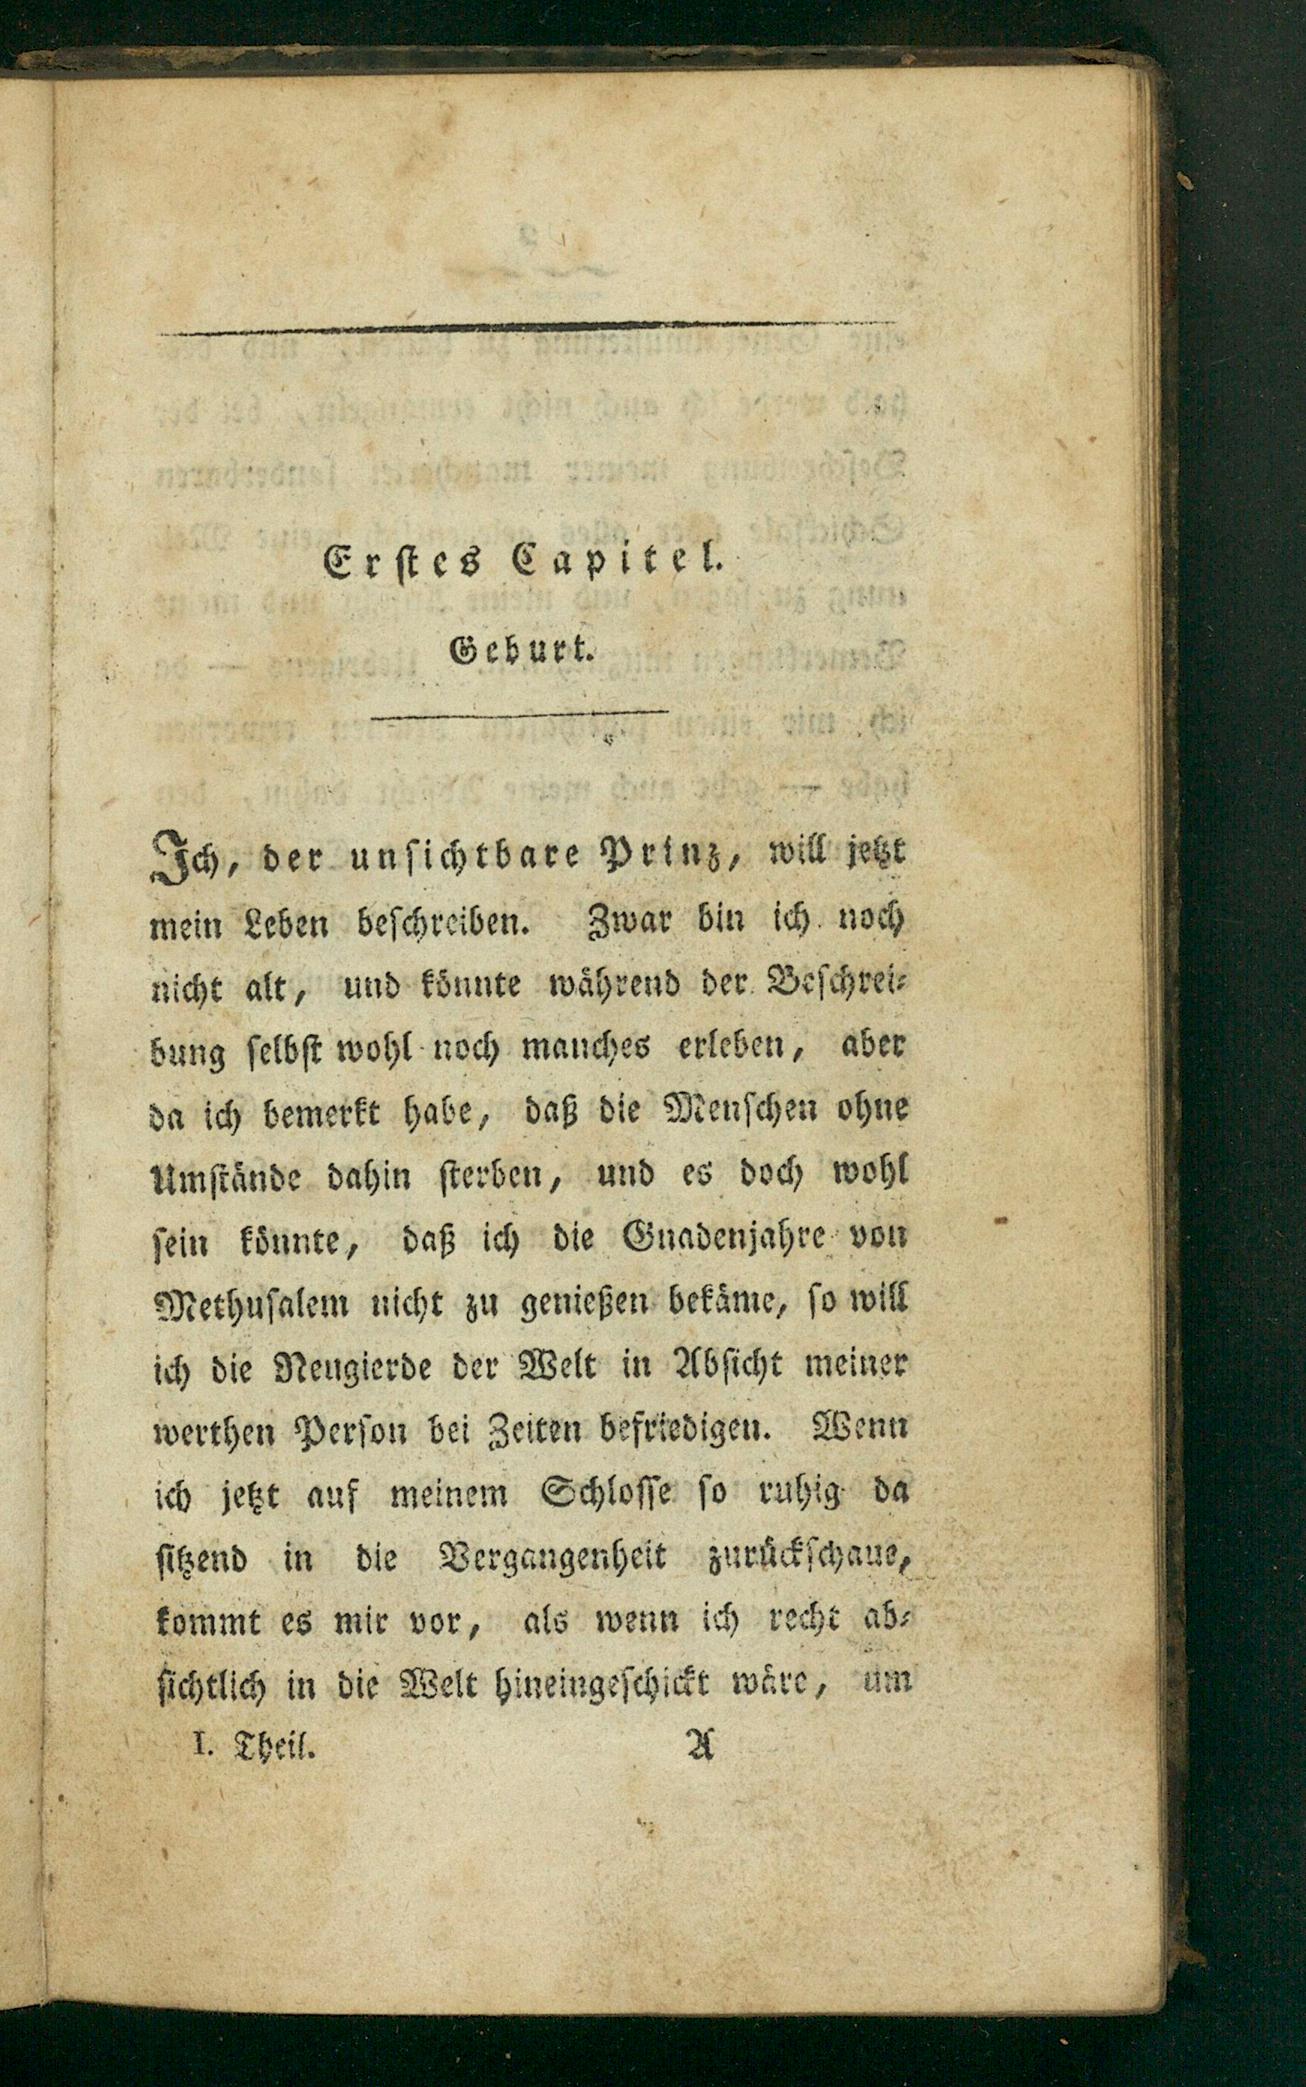 Erstes Capitel.
Geburt.
Ich, der unsichtbare Prinz, will jetzt
mein Leben beschreiben. Zwar bin ich noch
nicht alt, und könnte während der Beschrei-
bung selbst wohl noch manches erleben, aber
da ich bemerkt habe, daß die Menschen ohne
Umstände dahin sterben, und es doch wohl
sein könnte, daß ich die Gnadenjahre von
Methusalem nicht zu genießen bekäme, so will
ich die Neugierde der Welt in Absicht meiner
werthen Person bei Zeiten befriedigen. Wenn
ich jetzt auf meinem Schlosse so ruhig da
sitzend in die Vergangenheit zurückschaue,
kommt es mir vor, als wenn ich recht ab-
sichtlich in die Welt hineingeschickt wäre, um
I. Theil. A